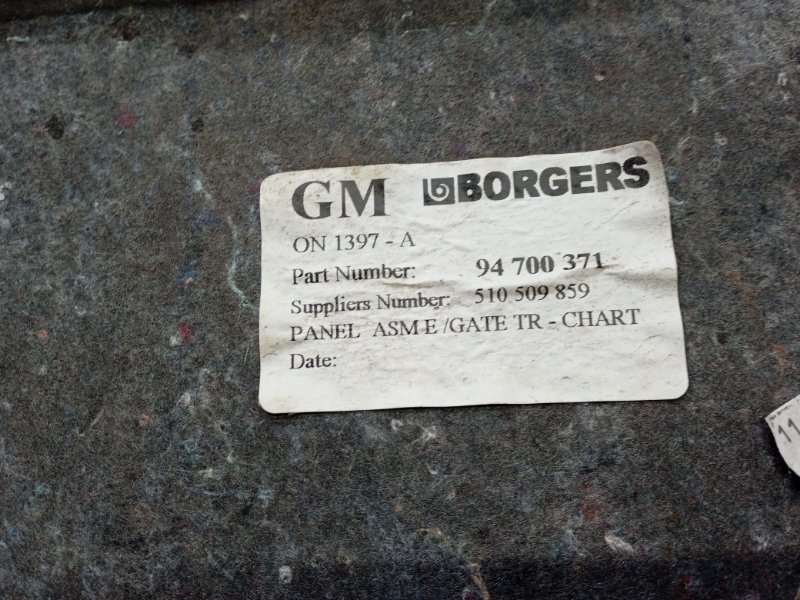 GM BORGERS
ON 1397 - A
Part Number: 94 700 371
Suppliers Number: 510 509 859
PANEL ASM E /GATE TR - CHART
Date:
11